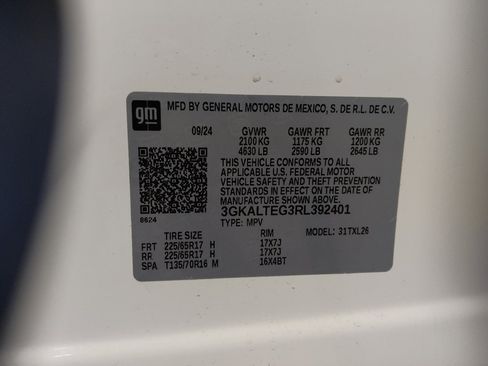 gm
MFD BY GENERAL MOTORS DE MEXICO, S. DE R.L. DE C.V.
09/24 GVWR GAWR FRT GAWR RR
2100 KG 1175 KG 1200 KG
4630 LB 2590 LB 2645 LB
THIS VEHICLE CONFORMS TO ALL
APPLICABLE U.S. FEDERAL MOTOR
VEHICLE SAFETY AND THEFT PREVENTION
STANDARDS IN EFFECT ON THE DATE OF
MANUFACTURE SHOWN ABOVE.
3GKALTEG3RL392401
8624 TYPE: MPV
TIRE SIZE RIM MODEL: 31TXL26
FRT 225/65R17 H 17X7J
RR 225/65R17 H 17X7J
SPA T135/70R16 M 16X4BT